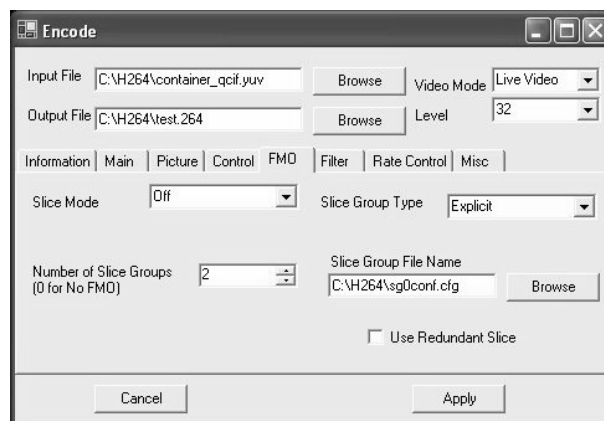 Encode
Input File C:\H264\container_qcif.yuv Browse Video Mode Live Video
Output File C:\H264\test.264 Browse Level 32
Information Main Picture Control FMO Filter Rate Control Misc
Slice Mode Off Slice Group Type Explicit
Number of Slice Groups
(0 for No FMO) 2
Slice Group File Name
C:\H264\sg0conf.cfg Browse
Use Redundant Slice
Cancel Apply